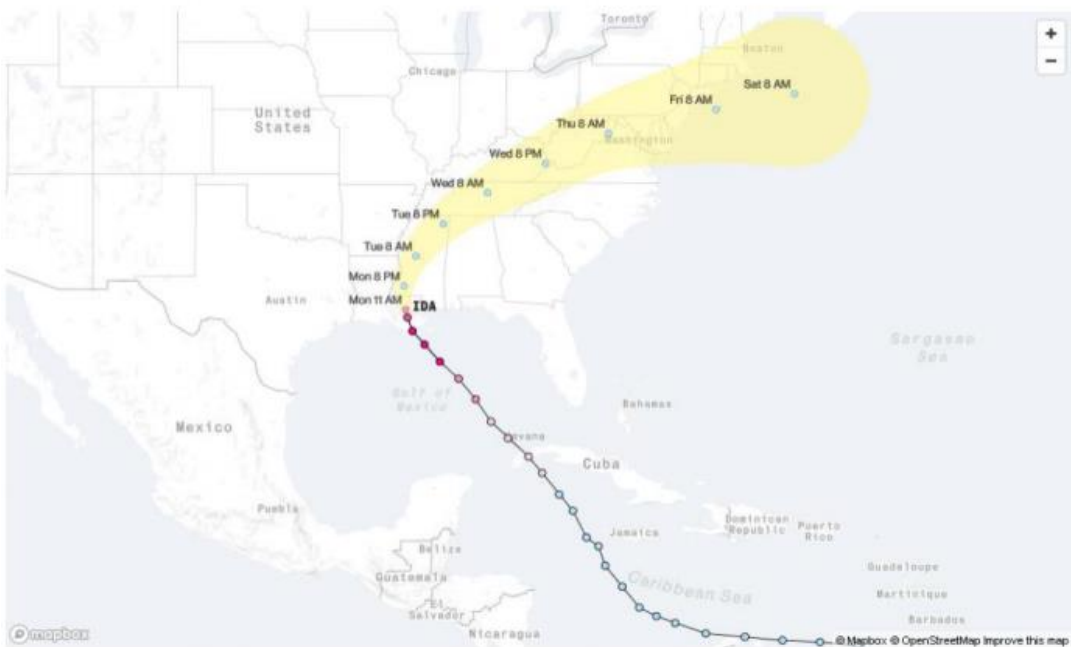 Toronto
+
−
Boston
Chicago
Sat 8 AM
Fri 8 AM
United
States
Thu 8 AM
Washington
Wed 8 PM
Wed 8 AM
Tue 8 PM
Tue 8 AM
Mon 8 PM
Austin
Mon 11 AM
IDA
Sargasso
Sea
Gulf of
Mexico
Bahamas
Mexico
Havana
Cuba
Puebla
Jamaica
Dominican
Republic
Puerto
Rico
Belize
Guadaloupe
Guatemala
Caribbean Sea
Martinique
El
Salvador
Barbados
mapbox
Nicaragua
© Mapbox © OpenStreetMap Improve this map